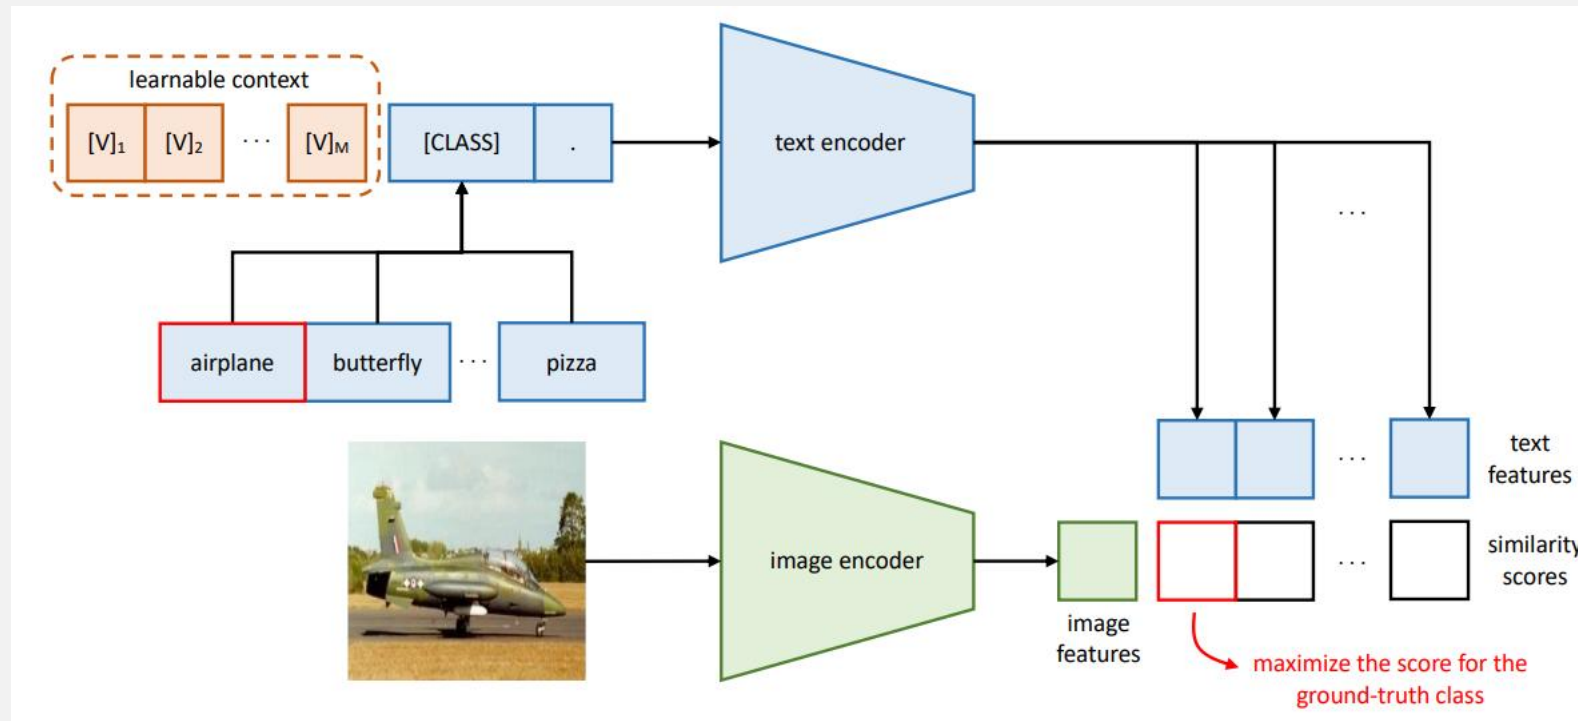 learnable context
[V]₁ [V]₂ ··· [V]ᴍ [CLASS] .
text encoder
···
airplane butterfly ··· pizza
text
features
···
image encoder
similarity
scores
···
image
features
maximize the score for the
ground-truth class